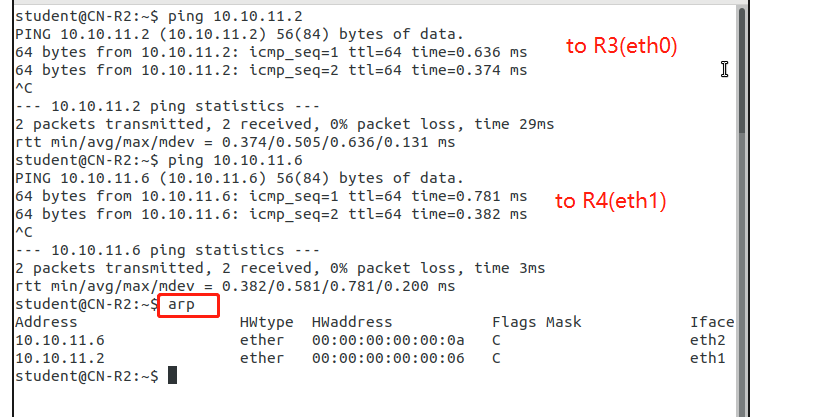 student@CN-R2:~$ ping 10.10.11.2
PING 10.10.11.2 (10.10.11.2) 56(84) bytes of data.
64 bytes from 10.10.11.2: icmp_seq=1 ttl=64 time=0.636 ms
to R3(eth0)
64 bytes from 10.10.11.2: icmp_seq=2 ttl=64 time=0.374 ms
^C
--- 10.10.11.2 ping statistics ---
2 packets transmitted, 2 received, 0% packet loss, time 29ms
rtt min/avg/max/mdev = 0.374/0.505/0.636/0.131 ms
student@CN-R2:~$ ping 10.10.11.6
PING 10.10.11.6 (10.10.11.6) 56(84) bytes of data.
64 bytes from 10.10.11.6: icmp_seq=1 ttl=64 time=0.781 ms
to R4(eth1)
64 bytes from 10.10.11.6: icmp_seq=2 ttl=64 time=0.382 ms
^C
--- 10.10.11.6 ping statistics ---
2 packets transmitted, 2 received, 0% packet loss, time 3ms
rtt min/avg/max/mdev = 0.382/0.581/0.781/0.200 ms
student@CN-R2:~$ arp
Address HWtype HWaddress Flags Mask Iface
10.10.11.6 ether 00:00:00:00:00:0a C eth2
10.10.11.2 ether 00:00:00:00:00:06 C eth1
student@CN-R2:~$